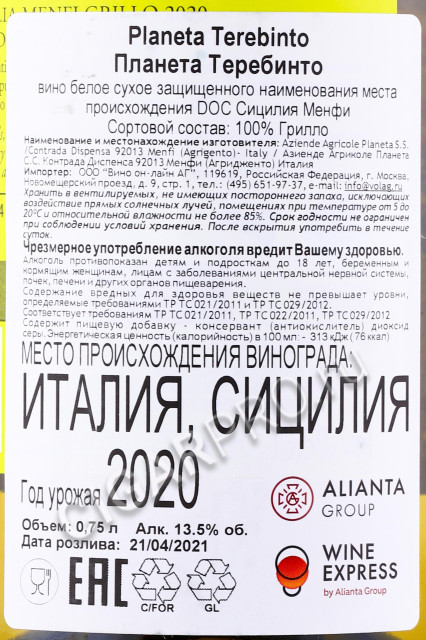 IA MENFI GRILLO 2020
Planeta Terebinto
Планета Теребинто
вино белое сухое защищенного наименования места
происхождения DOC Сицилия Менфи
Сортовой состав: 100% Грилло
Наименование и местонахождение изготовителя: Aziende Agricole Planeta S.S.
/Contrada Dispensa 92013 Menfi (Agrigento)- Italy / Азиенде Агриколе Планета
С.С. Контрада Диспенса 92013 Менфи (Агридженто) Италия
Импортер: ООО "Вино он-лайн АГ", 119619, Российская Федерация, г. Москва,
Новомещерский проезд, д. 9, стр. 1, тел.: (495) 651-97-37, e-mail: info@volag.ru
Хранить в вентилируемых, не имеющих постороннего запаха, исключающих
воздействие прямых солнечных лучей, помещениях при температуре от 5 до
20°С и относительной влажности не более 85%. Срок годности не ограничен
при соблюдении условий хранения. После вскрытия употребить в течение
суток.
Чрезмерное употребление алкоголя вредит Вашему здоровью.
Алкоголь противопоказан детям и подросткам до 18 лет, беременным и
кормящим женщинам, лицам с заболеваниями центральной нервной системы,
почек, печени и других органов пищеварения.
Содержание вредных для здоровья веществ не превышает уровни,
определяемые требованиями ТР ТС 021/2011 и ТР ТС 029/2012.
Соответствует требованиям ТР ТС 021/2011, ТР ТС 022/2011, ТР ТС 029/2012
Содержит пищевую добавку - консервант (антиокислитель) диоксид
серы. Энергетическая ценность (калорийность) в 100 мл: - 313 кДж (76 ккал)
МЕСТО ПРОИСХОЖДЕНИЯ ВИНОГРАДА:
ИТАЛИЯ, СИЦИЛИЯ
Год урожая 2020
ALIANTA
GROUP
Объем: 0,75 л Алк. 13.5% об.
Дата розлива: 21/04/2021
EAC
C/FOR
GL
WINE
EXPRESS
by Alianta Group